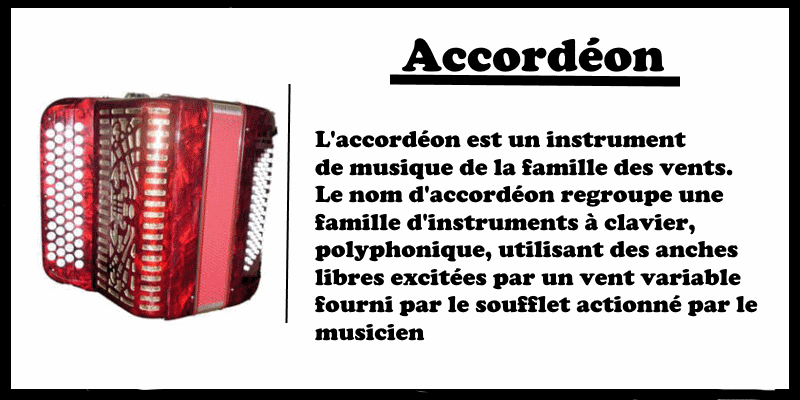 Accordéon
L'accordéon est un instrument
de musique de la famille des vents.
Le nom d'accordéon regroupe une
famille d'instruments à clavier,
polyphonique, utilisant des anches
libres excitées par un vent variable
fourni par le soufflet actionné par le
musicien